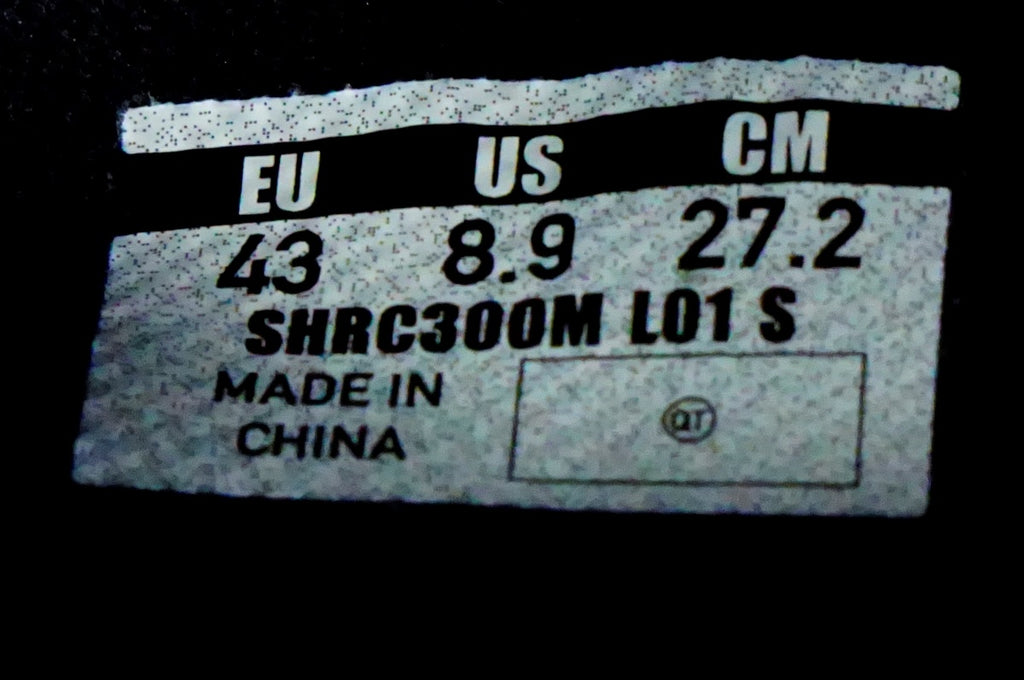 EU US CM
43 8.9 27.2
SHRC300M L01 S
MADE IN
CHINA
QT